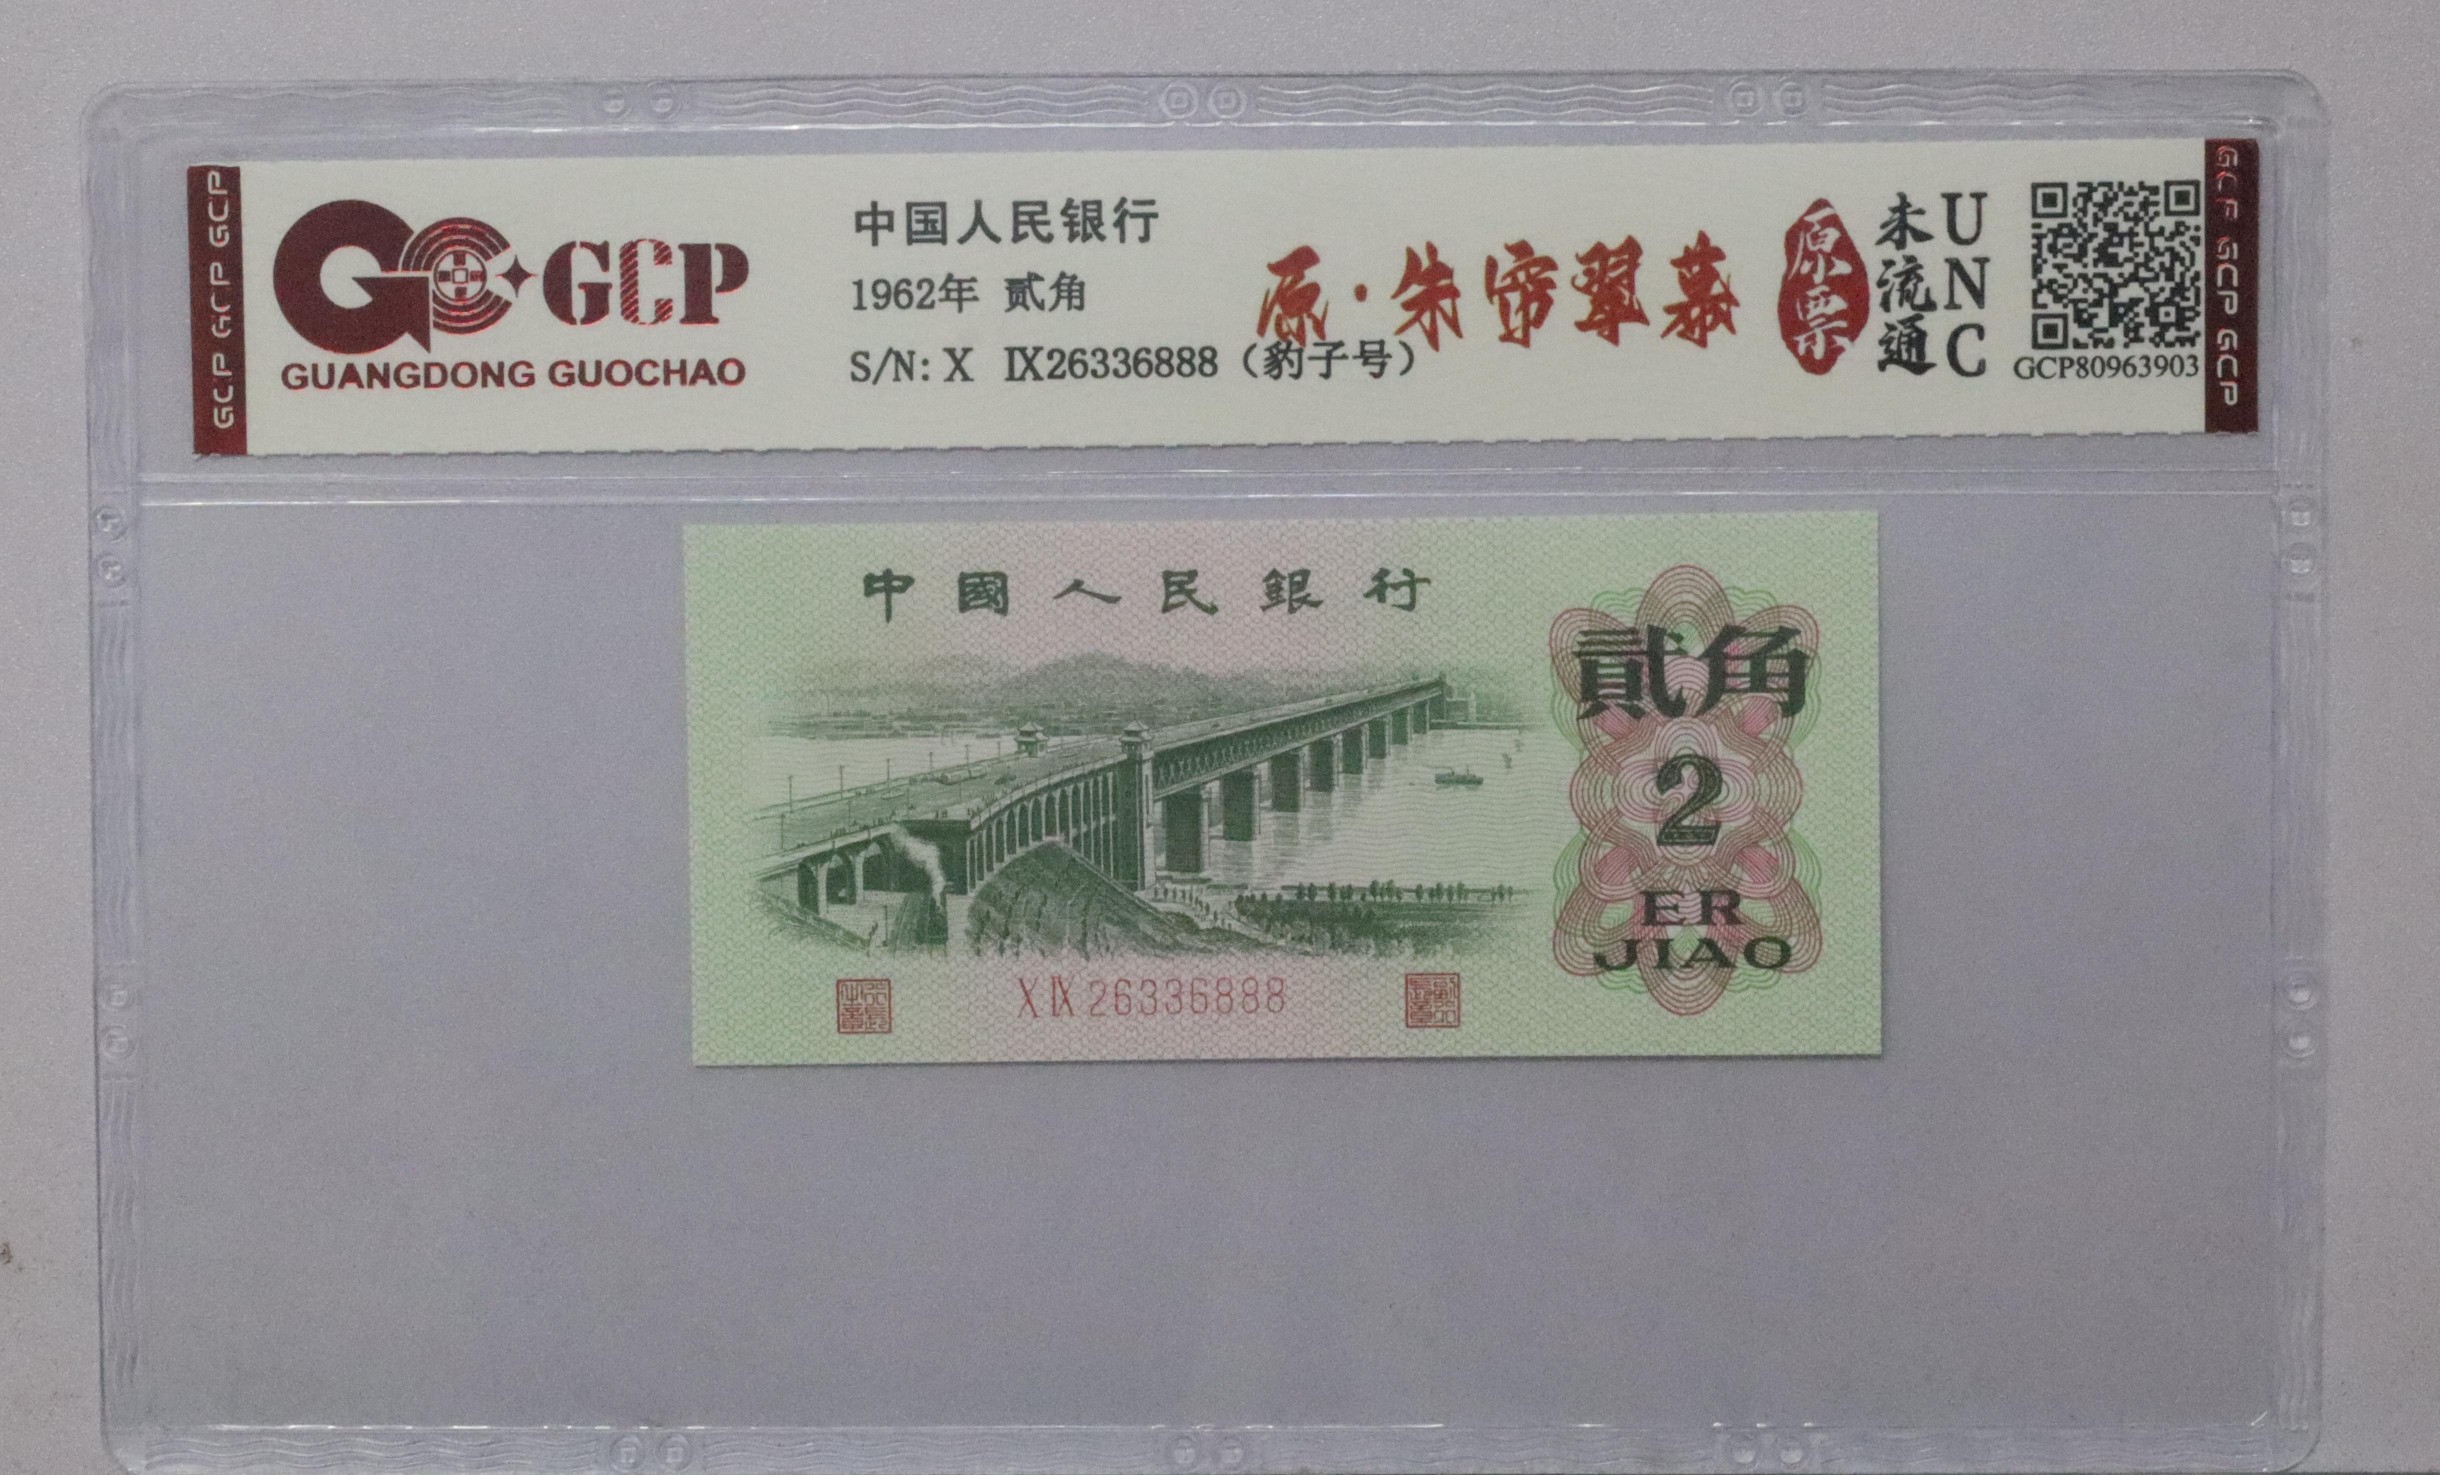 GCP GCP GCP
GCP
GUANGDONG GUOCHAO
中国人民银行
1962年 贰角
S/N: X IX26336888（豹子号）
原·朱帘翠幕
原票
未流通
UNC
GCP80963903
GCP GCP GCP
中國人民銀行
貳角
2
ER
JIAO
X IX 26336888